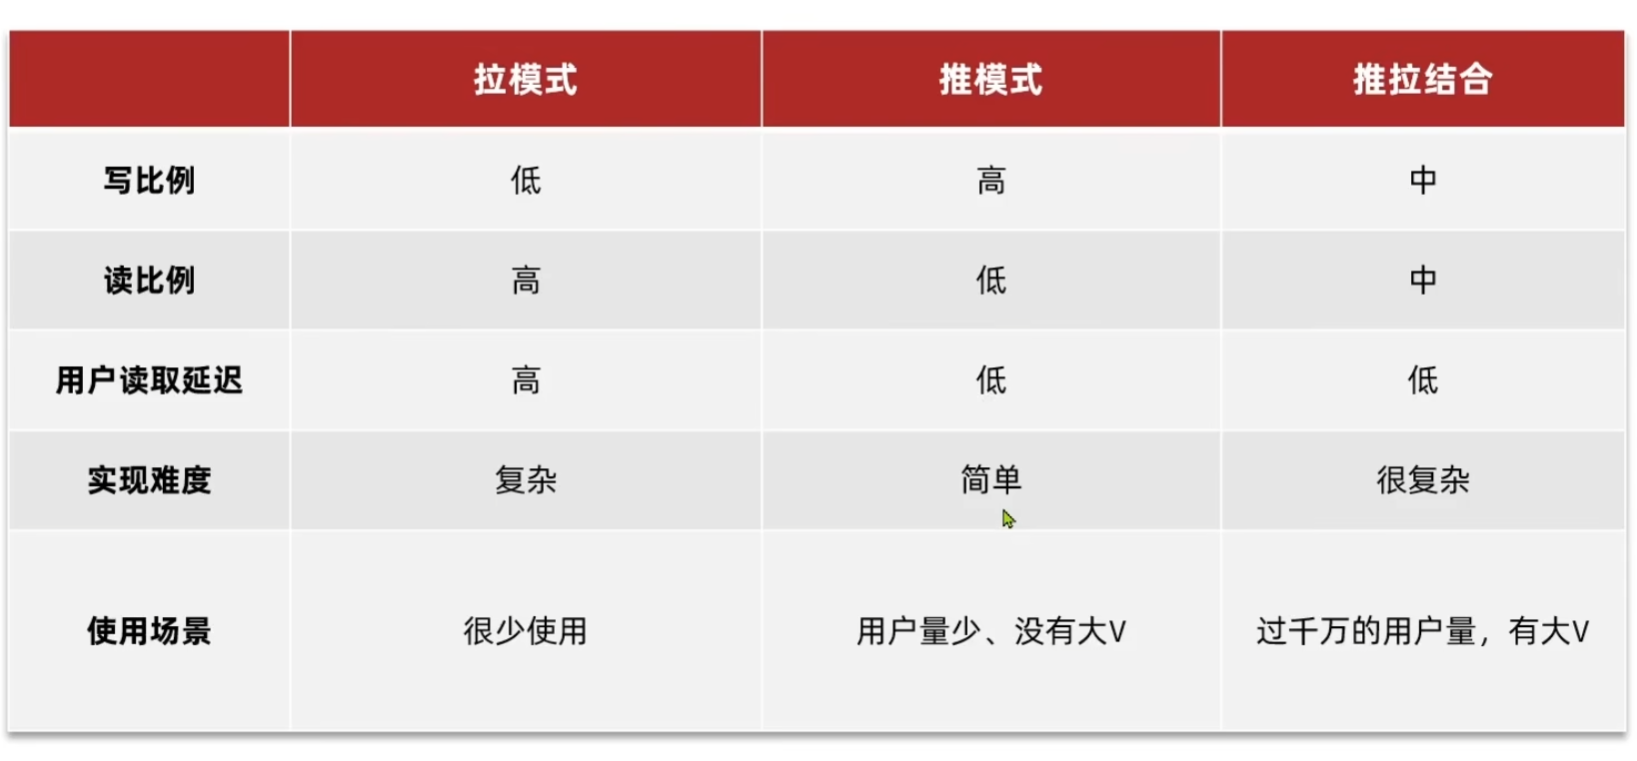 拉模式 推模式 推拉结合
写比例 低 高 中
读比例 高 低 中
用户读取延迟 高 低 低
实现难度 复杂 简单 很复杂
使用场景 很少使用 用户量少、没有大V 过千万的用户量，有大V